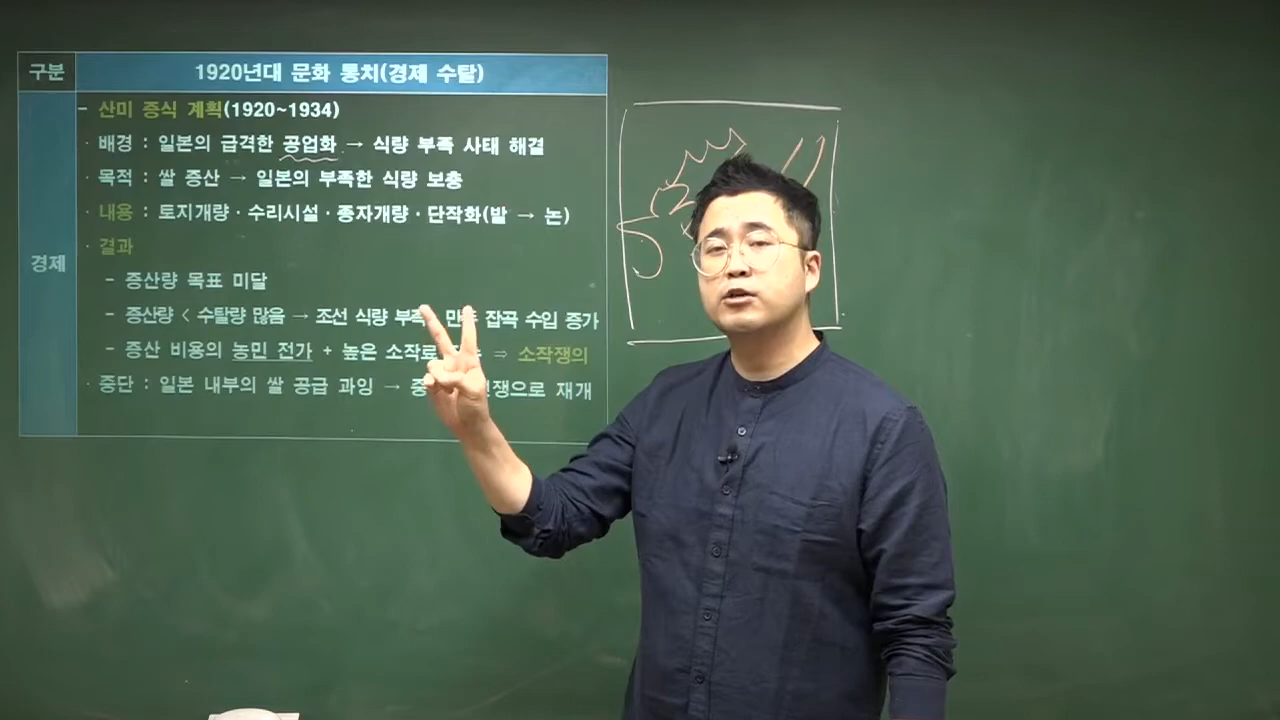 구분
1920년대 문화 통치(경제 수탈)
경제
- 산미 증식 계획(1920~1934)
· 배경 : 일본의 급격한 공업화 → 식량 부족 사태 해결
· 목적 : 쌀 증산 → 일본의 부족한 식량 보충
· 내용 : 토지개량 · 수리시설 · 종자개량 · 단작화(밭 → 논)
· 결과
- 증산량 목표 미달
- 증산량 < 수탈량 많음 → 조선 식량 부족, 잡곡 수입 증가
- 증산 비용의 농민 전가 + 높은 소작료 ⇒ 소작쟁의
· 중단 : 일본 내부의 쌀 공급 과잉 → 재개